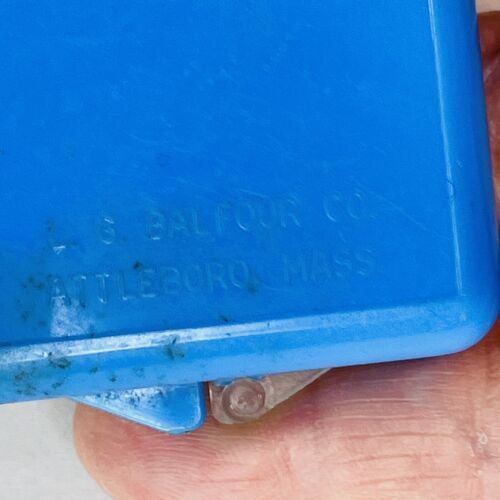 L. G. BALFOUR CO.
ATTLEBORO, MASS